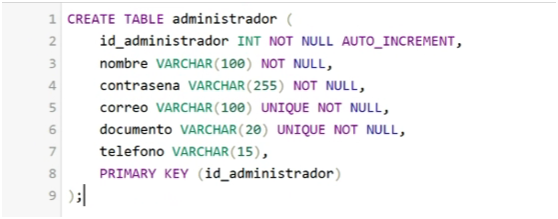 1 CREATE TABLE administrador (
2 id_administrador INT NOT NULL AUTO_INCREMENT,
3 nombre VARCHAR(100) NOT NULL,
4 contrasena VARCHAR(255) NOT NULL,
5 correo VARCHAR(100) UNIQUE NOT NULL,
6 documento VARCHAR(20) UNIQUE NOT NULL,
7 telefono VARCHAR(15),
8 PRIMARY KEY (id_administrador)
9 );